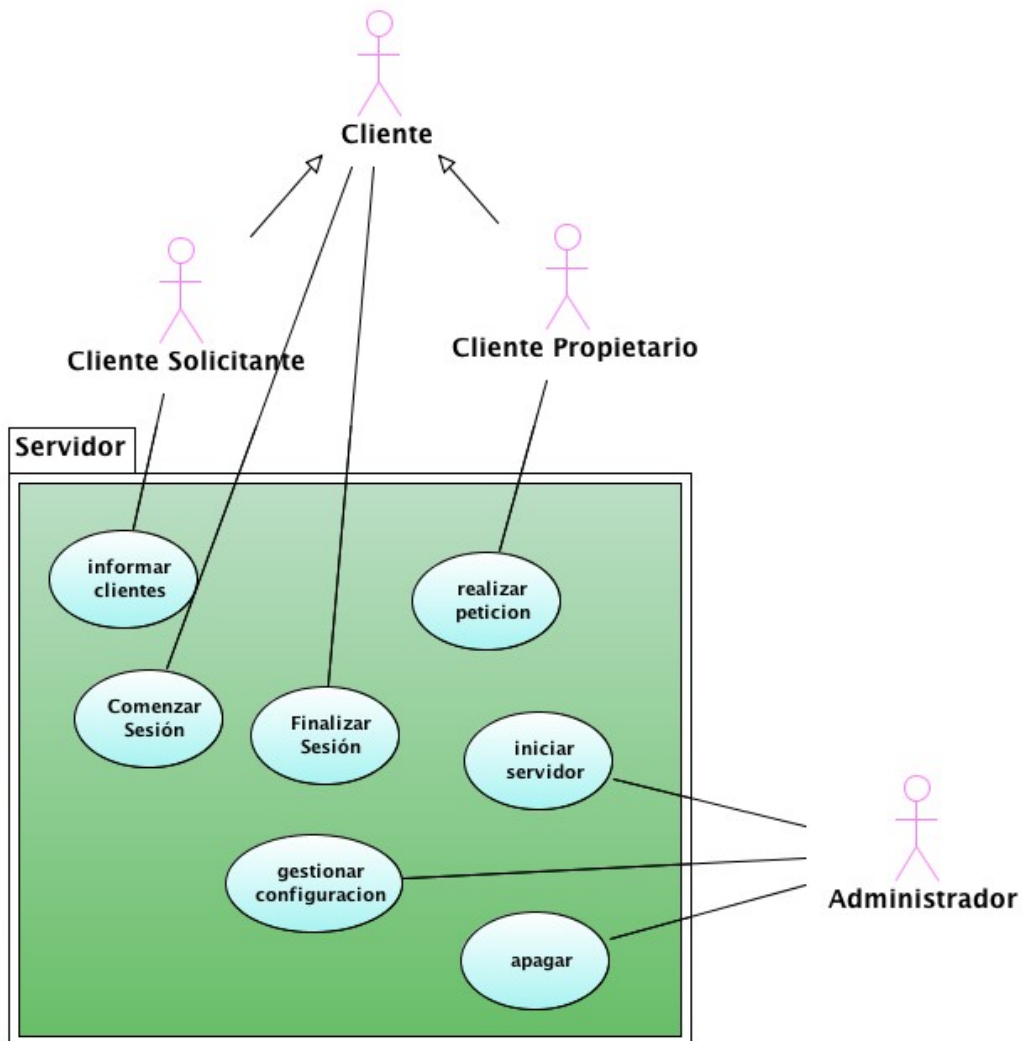 Cliente
Cliente Solicitante
Cliente Propietario
Servidor
informar
clientes
realizar
peticion
Comenzar
Sesión
Finalizar
Sesión
iniciar
servidor
gestionar
configuracion
Administrador
apagar